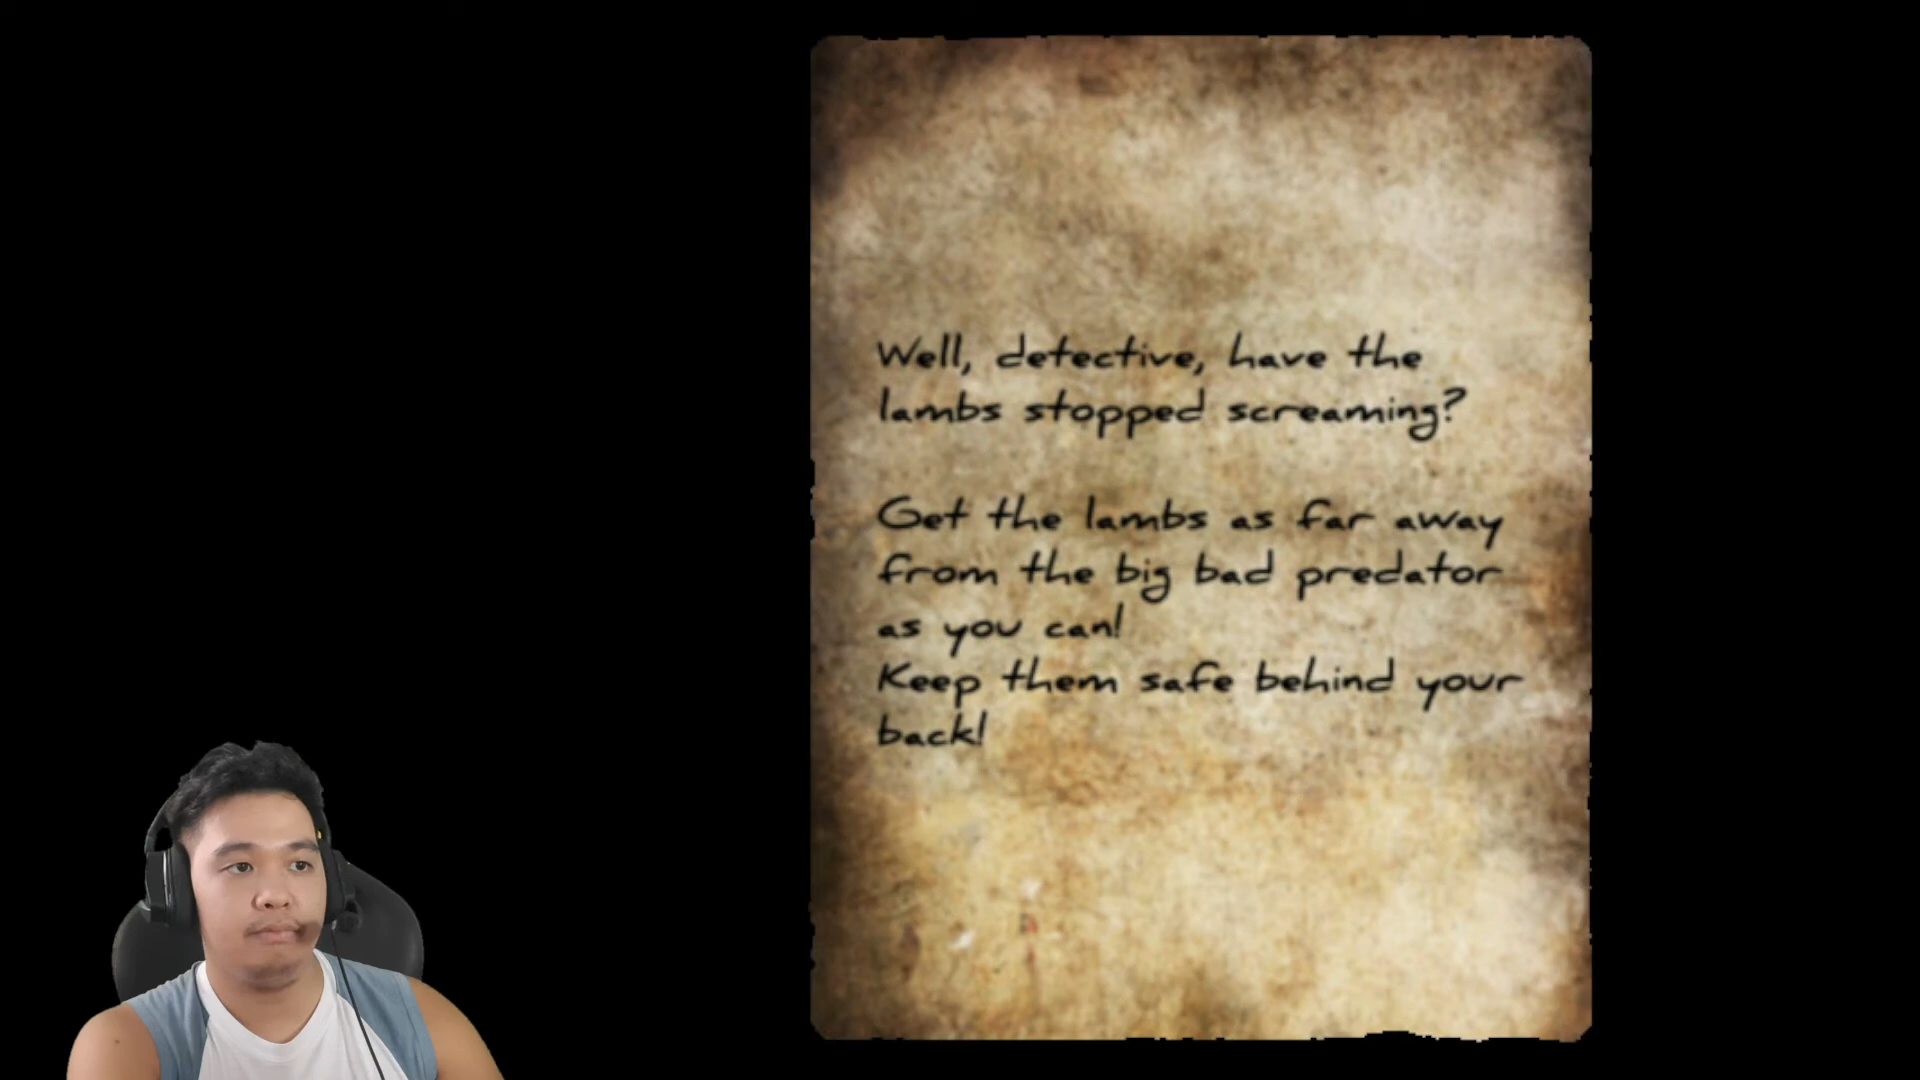 Well, detective, have the
lambs stopped screaming?
Get the lambs as far away
from the big bad predator
as you can!
Keep them safe behind your
back!